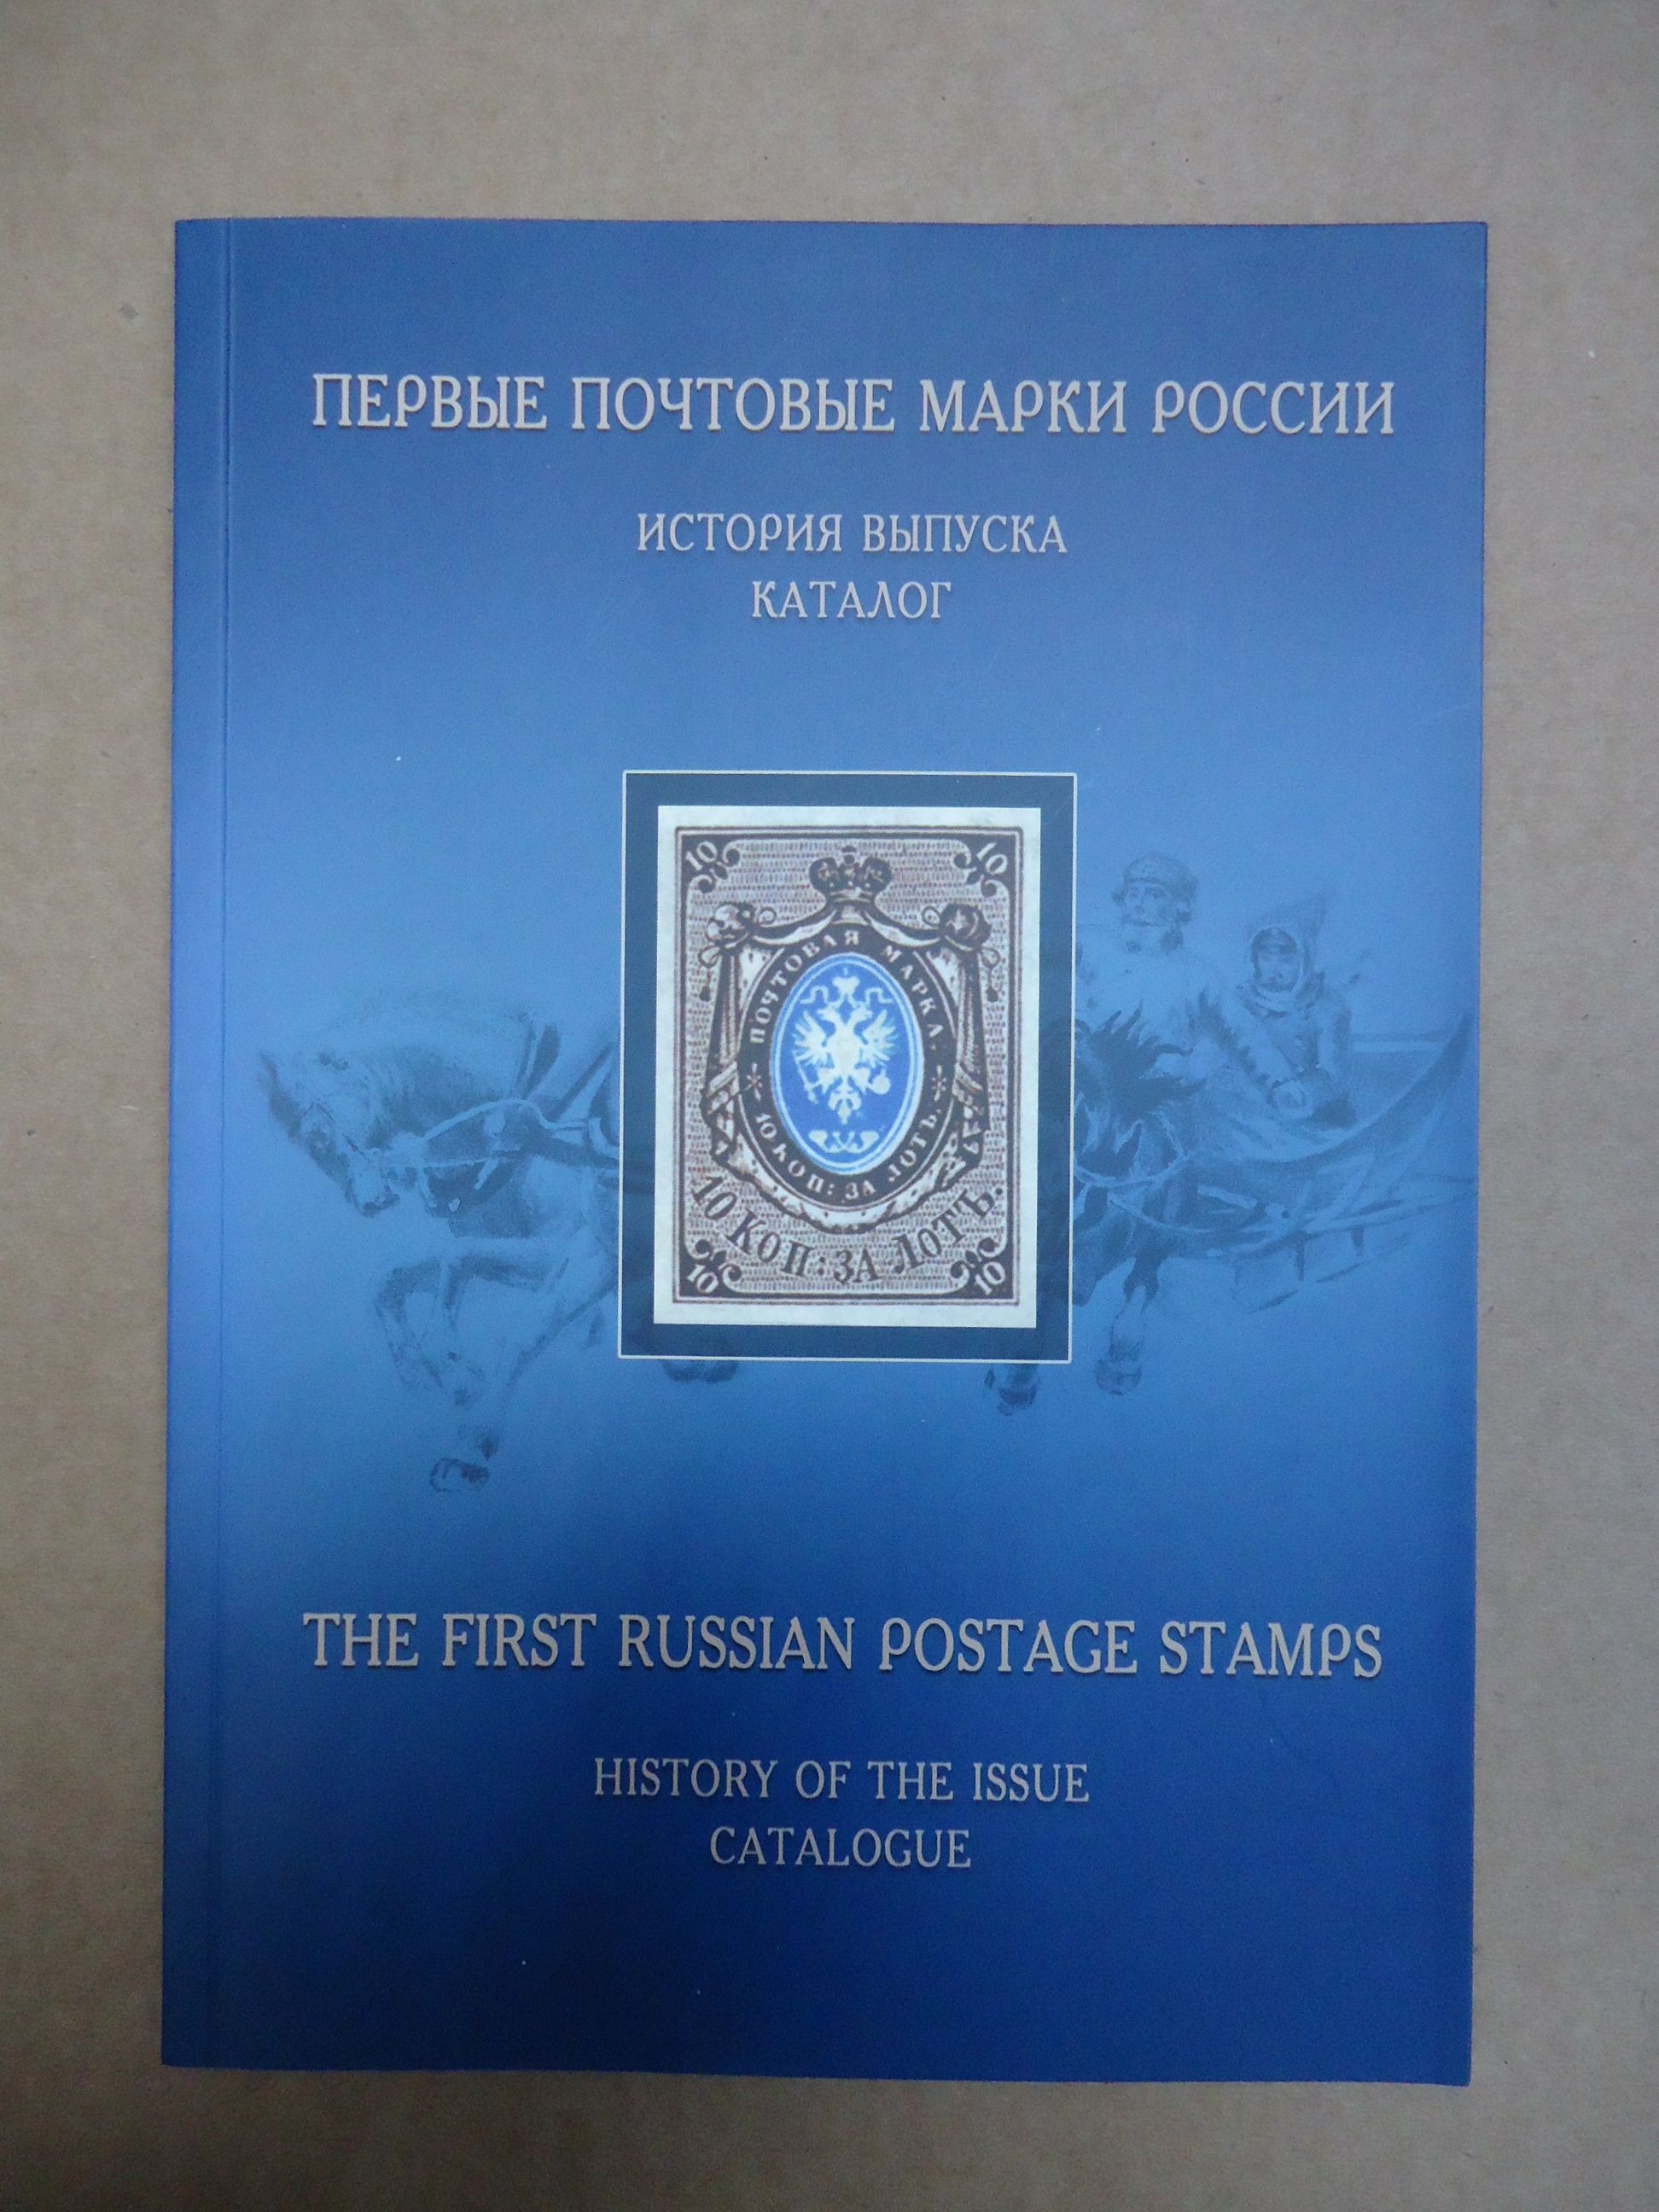 ПЕРВЫЕ ПОЧТОВЫЕ МАРКИ РОССИИ
ИСТОРИЯ ВЫПУСКА
КАТАЛОГ
10 10
ПОЧТОВАЯ МАРКА.
10 КОП: ЗА ЛОТЪ.
10 КОП: ЗА ЛОТЪ.
10 10
THE FIRST RUSSIAN POSTAGE STAMPS
HISTORY OF THE ISSUE
CATALOGUE